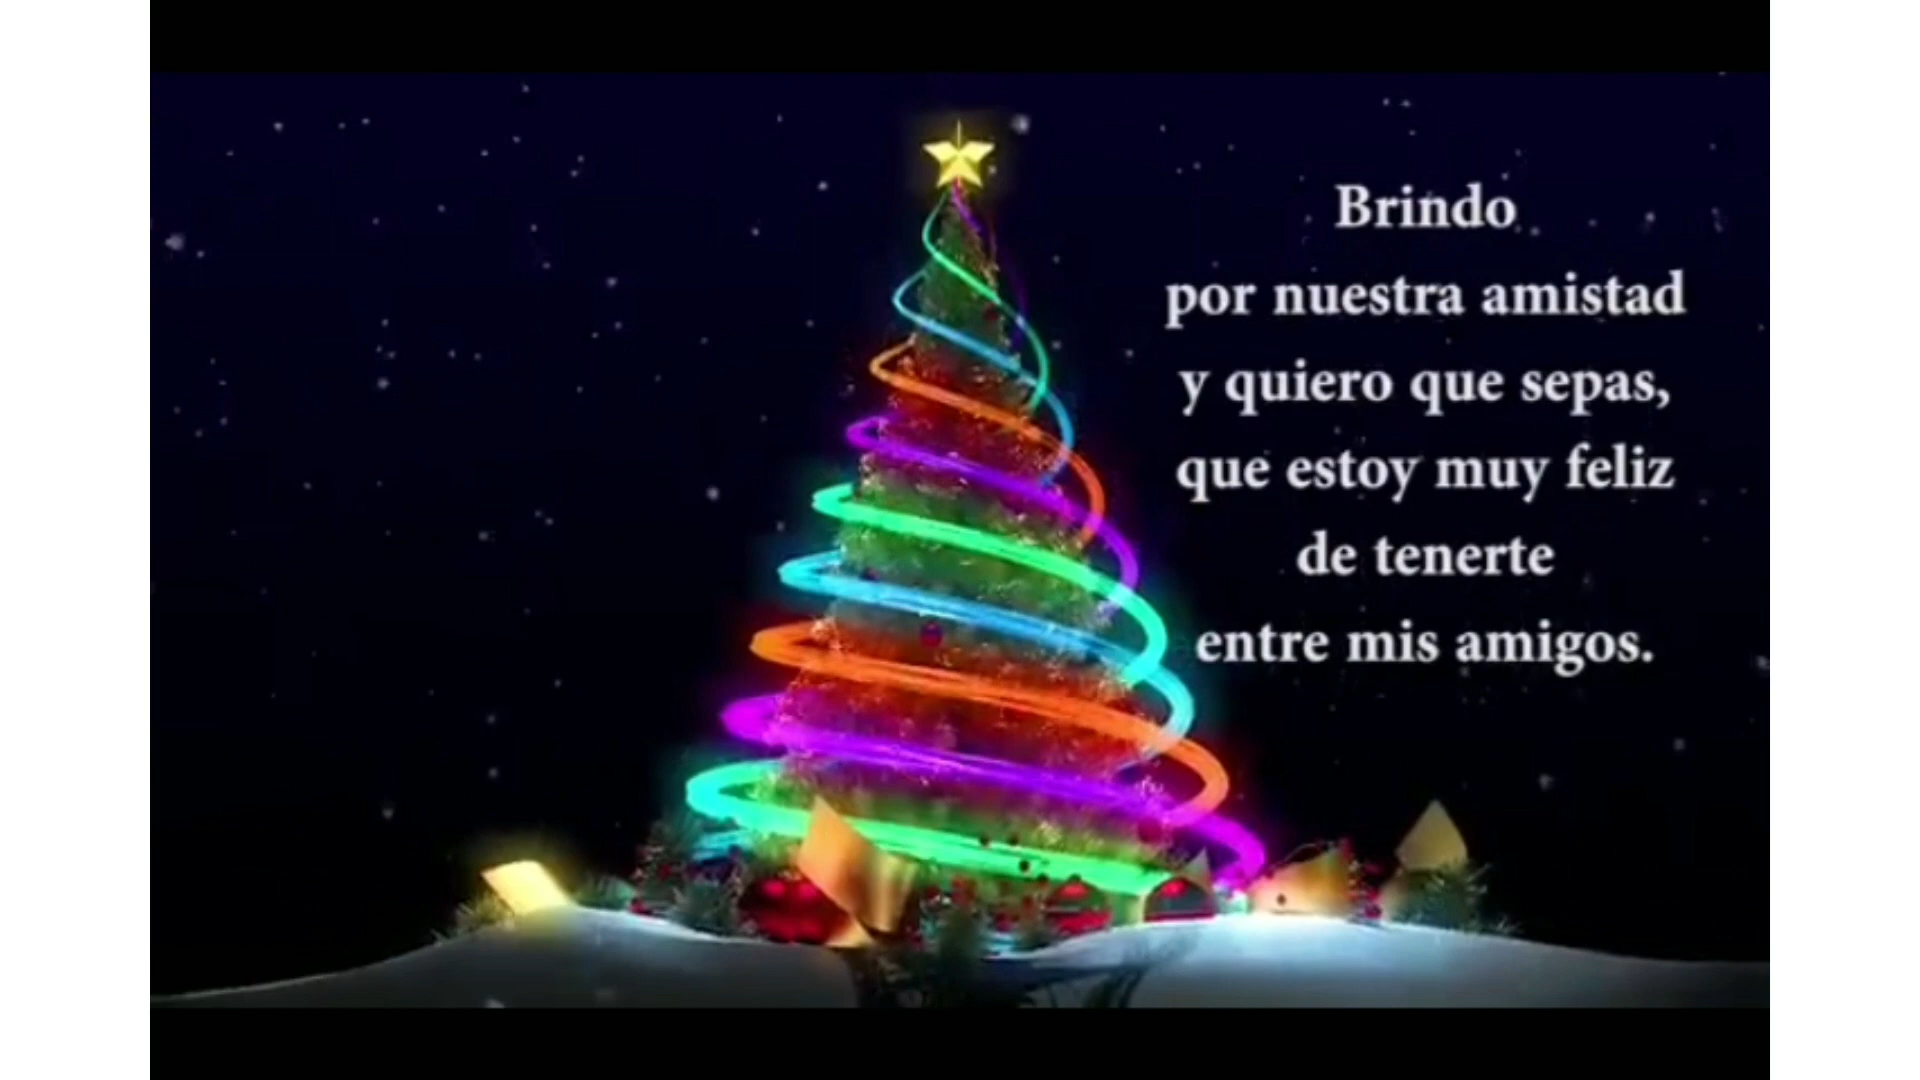 Brindo
por nuestra amistad
y quiero que sepas,
que estoy muy feliz
de tenerte
entre mis amigos.